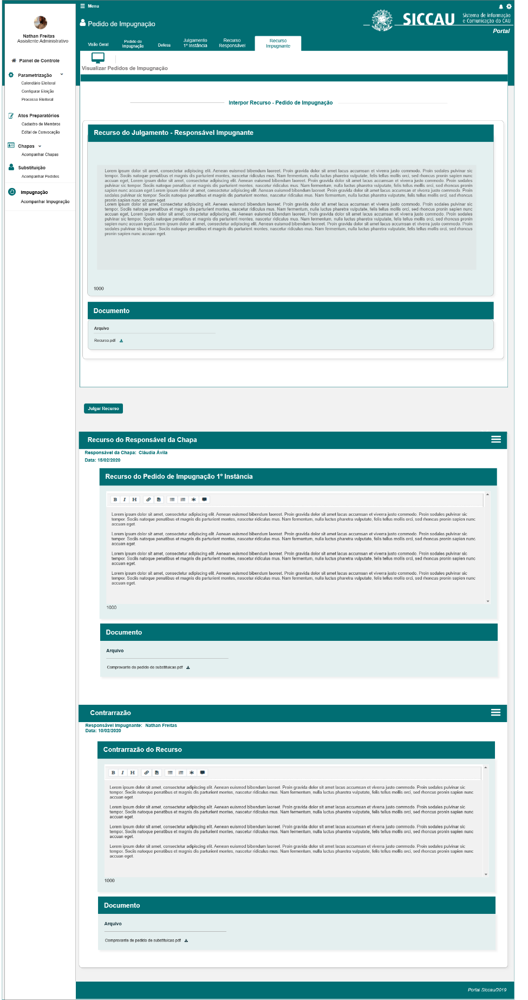 Menu
Pedido de Impugnação
SICCAU
Sistema de informação
e Comunicação do CAU
Portal
Nathan Freitas
Assistente Administrativo
Painel de Controle
Parametrização
Calendário Eleitoral
Configurar Eleição
Processo Eleitoral
Atos Preparatórios
Cadastro de Membros
Edital de Convocação
Chapas
Acompanhar Chapas
Substituição
Acompanhar Pedidos
Impugnação
Acompanhar Impugnação
Visão Geral
Pedido de
Impugnação
Defesa
Julgamento
1º Instância
Recurso
Responsável
Recurso
Impugnante
Visualizar Pedidos de Impugnação
Interpor Recurso - Pedido de Impugnação
Recurso do Julgamento - Responsável Impugnante
Lorem ipsum dolor sit amet, consectetur adipiscing elit. Aenean euismod bibendum laoreet. Proin gravida dolor sit amet lacus accumsan et viverra justo commodo. Proin sodales pulvinar sic
tempor. Sociis natoque penatibus et magnis dis parturient montes, nascetur ridiculus mus. Nam fermentum, nulla luctus pharetra vulputate, felis tellus mollis orci, sed rhoncus pronin sapien nunc
accuan eget, Lorem ipsum dolor sit amet, consectetur adipiscing elit. Aenean euismod bibendum laoreet. Proin gravida dolor sit amet lacus accumsan et viverra justo commodo. Proin sodales
pulvinar sic tempor. Sociis natoque penatibus et magnis dis parturient montes, nascetur ridiculus mus. Nam fermentum, nulla luctus pharetra vulputate, felis tellus mollis orci, sed rhoncus pronin
sapien nunc accuan eget.Lorem ipsum dolor sit amet, consectetur adipiscing elit. Aenean euismod bibendum laoreet. Proin gravida dolor sit amet lacus accumsan et viverra justo commodo. Proin
sodales pulvinar sic tempor. Sociis natoque penatibus et magnis dis parturient montes, nascetur ridiculus mus. Nam fermentum, nulla luctus pharetra vulputate, felis tellus mollis orci, sed rhoncus
pronin sapien nunc accuan eget.
Lorem ipsum dolor sit amet, consectetur adipiscing elit. Aenean euismod bibendum laoreet. Proin gravida dolor sit amet lacus accumsan et viverra justo commodo. Proin sodales pulvinar sic
tempor. Sociis natoque penatibus et magnis dis parturient montes, nascetur ridiculus mus. Nam fermentum, nulla luctus pharetra vulputate, felis tellus mollis orci, sed rhoncus pronin sapien nunc
accuan eget, Lorem ipsum dolor sit amet, consectetur adipiscing elit. Aenean euismod bibendum laoreet. Proin gravida dolor sit amet lacus accumsan et viverra justo commodo. Proin sodales
pulvinar sic tempor. Sociis natoque penatibus et magnis dis parturient montes, nascetur ridiculus mus. Nam fermentum, nulla luctus pharetra vulputate, felis tellus mollis orci, sed rhoncus pronin
sapien nunc accuan eget.Lorem ipsum dolor sit amet, consectetur adipiscing elit. Aenean euismod bibendum laoreet. Proin gravida dolor sit amet lacus accumsan et viverra justo commodo. Proin
sodales pulvinar sic tempor. Sociis natoque penatibus et magnis dis parturient montes, nascetur ridiculus mus. Nam fermentum, nulla luctus pharetra vulputate, felis tellus mollis orci, sed rhoncus
pronin sapien nunc accuan eget.
1000
Documento
Arquivo
Recurso.pdf
Julgar Recurso
Recurso do Responsável da Chapa
Responsável da Chapa: Cláudia Ávila
Data: 15/02/2020
Recurso do Pedido de Impugnação 1º Instância
B I H
Lorem ipsum dolor sit amet, consectetur adipiscing elit. Aenean euismod bibendum laoreet. Proin gravida dolor sit amet lacus accumsan et viverra justo commodo. Proin sodales pulvinar sic
tempor. Sociis natoque penatibus et magnis dis parturient montes, nascetur ridiculus mus. Nam fermentum, nulla luctus pharetra vulputate, felis tellus mollis orci, sed rhoncus pronin sapien nunc
accuan eget.
Lorem ipsum dolor sit amet, consectetur adipiscing elit. Aenean euismod bibendum laoreet. Proin gravida dolor sit amet lacus accumsan et viverra justo commodo. Proin sodales pulvinar sic
tempor. Sociis natoque penatibus et magnis dis parturient montes, nascetur ridiculus mus. Nam fermentum, nulla luctus pharetra vulputate, felis tellus mollis orci, sed rhoncus pronin sapien nunc
accuan eget.
Lorem ipsum dolor sit amet, consectetur adipiscing elit. Aenean euismod bibendum laoreet. Proin gravida dolor sit amet lacus accumsan et viverra justo commodo. Proin sodales pulvinar sic
tempor. Sociis natoque penatibus et magnis dis parturient montes, nascetur ridiculus mus. Nam fermentum, nulla luctus pharetra vulputate, felis tellus mollis orci, sed rhoncus pronin sapien nunc
accuan eget.
Lorem ipsum dolor sit amet, consectetur adipiscing elit. Aenean euismod bibendum laoreet. Proin gravida dolor sit amet lacus accumsan et viverra justo commodo. Proin sodales pulvinar sic
tempor. Sociis natoque penatibus et magnis dis parturient montes, nascetur ridiculus mus. Nam fermentum, nulla luctus pharetra vulputate, felis tellus mollis orci, sed rhoncus pronin sapien nunc
accuan eget.
1000
Documento
Arquivo
Comprovante de pedido de substituicao.pdf
Contrarrazão
Responsável Impugnante: Nathan Freitas
Data: 10/02/2020
Contrarrazão do Recurso
B I H
Lorem ipsum dolor sit amet, consectetur adipiscing elit. Aenean euismod bibendum laoreet. Proin gravida dolor sit amet lacus accumsan et viverra justo commodo. Proin sodales pulvinar sic
tempor. Sociis natoque penatibus et magnis dis parturient montes, nascetur ridiculus mus. Nam fermentum, nulla luctus pharetra vulputate, felis tellus mollis orci, sed rhoncus pronin sapien nunc
accuan eget.
Lorem ipsum dolor sit amet, consectetur adipiscing elit. Aenean euismod bibendum laoreet. Proin gravida dolor sit amet lacus accumsan et viverra justo commodo. Proin sodales pulvinar sic
tempor. Sociis natoque penatibus et magnis dis parturient montes, nascetur ridiculus mus. Nam fermentum, nulla luctus pharetra vulputate, felis tellus mollis orci, sed rhoncus pronin sapien nunc
accuan eget.
Lorem ipsum dolor sit amet, consectetur adipiscing elit. Aenean euismod bibendum laoreet. Proin gravida dolor sit amet lacus accumsan et viverra justo commodo. Proin sodales pulvinar sic
tempor. Sociis natoque penatibus et magnis dis parturient montes, nascetur ridiculus mus. Nam fermentum, nulla luctus pharetra vulputate, felis tellus mollis orci, sed rhoncus pronin sapien nunc
accuan eget.
Lorem ipsum dolor sit amet, consectetur adipiscing elit. Aenean euismod bibendum laoreet. Proin gravida dolor sit amet lacus accumsan et viverra justo commodo. Proin sodales pulvinar sic
tempor. Sociis natoque penatibus et magnis dis parturient montes, nascetur ridiculus mus. Nam fermentum, nulla luctus pharetra vulputate, felis tellus mollis orci, sed rhoncus pronin sapien nunc
accuan eget.
1000
Documento
Arquivo
Comprovante de pedido de substituicao.pdf
Portal Siccau/2019